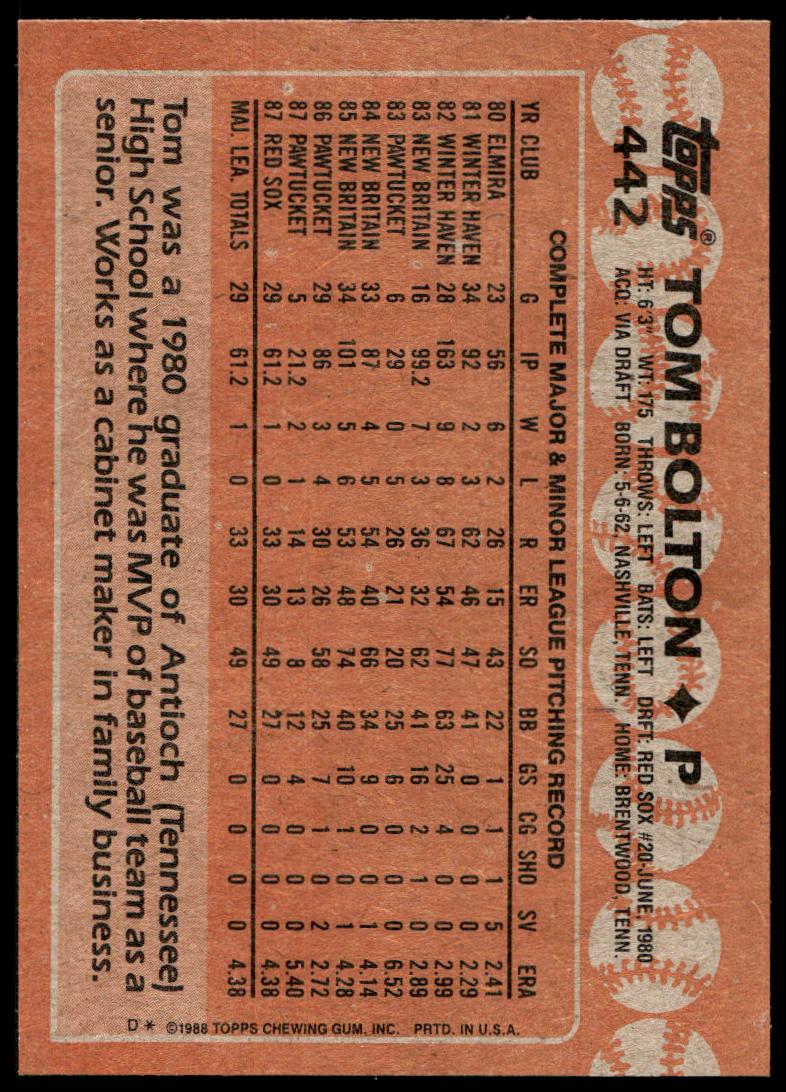 topps®
442
TOM BOLTON ♦ P
HT: 6'3" WT: 175 THROWS: LEFT BATS: LEFT DRFT: RED SOX #20-JUNE, 1980
ACQ: VIA DRAFT BORN: 5-6-62, NASHVILLE, TENN. HOME: BRENTWOOD, TENN.
COMPLETE MAJOR & MINOR LEAGUE PITCHING RECORD
YR CLUB G IP W L R ER SO BB GS CG SHO SV ERA
80 ELMIRA 23 56 6 2 26 15 43 22 1 1 1 5 2.41
81 WINTER HAVEN 34 92 2 3 62 46 47 41 0 0 0 0 2.29
82 WINTER HAVEN 28 163 9 8 67 54 77 63 25 4 0 0 2.99
83 NEW BRITAIN 16 99.2 7 3 36 32 62 41 16 2 1 0 2.89
83 PAWTUCKET 6 29 0 5 26 21 20 25 6 0 0 0 6.52
84 NEW BRITAIN 33 87 4 5 54 40 66 34 9 0 0 1 4.14
85 NEW BRITAIN 34 101 5 6 53 48 74 40 10 1 0 1 4.28
86 PAWTUCKET 29 86 3 4 30 26 58 25 7 1 0 2 2.72
87 PAWTUCKET 5 21.2 2 1 14 13 8 12 4 0 0 0 5.40
87 RED SOX 29 61.2 1 0 33 30 49 27 0 0 0 0 4.38
MAJ. LEA. TOTALS 29 61.2 1 0 33 30 49 27 0 0 0 0 4.38
Tom was a 1980 graduate of Antioch (Tennessee)
High School where he was MVP of baseball team as a
senior. Works as a cabinet maker in family business.
D* ©1988 TOPPS CHEWING GUM, INC. PRTD. IN U.S.A.